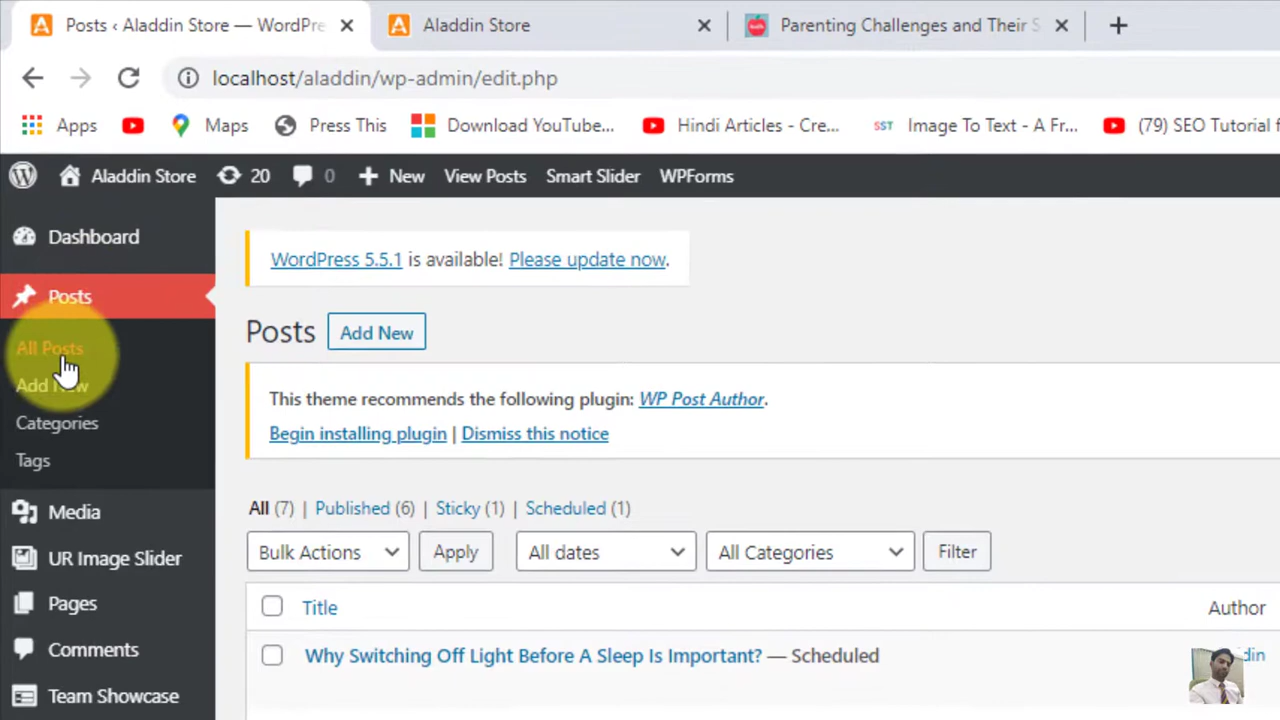 Posts ‹ Aladdin Store — WordPre
Aladdin Store
Parenting Challenges and Their S
localhost/aladdin/wp-admin/edit.php
Apps
Maps
Press This
Download YouTube...
Hindi Articles - Cre...
SST
Image To Text - A Fr...
(79) SEO Tutorial f
Aladdin Store
20
0
New
View Posts
Smart Slider
WPForms
Dashboard
WordPress 5.5.1 is available! Please update now.
Posts
Posts
Add New
All Posts
Add New
This theme recommends the following plugin: WP Post Author.
Categories
Begin installing plugin | Dismiss this notice
Tags
All (7) | Published (6) | Sticky (1) | Scheduled (1)
Media
Bulk Actions
Apply
All dates
All Categories
Filter
UR Image Slider
Pages
Title
Author
Comments
Why Switching Off Light Before A Sleep Is Important? — Scheduled
din
Team Showcase